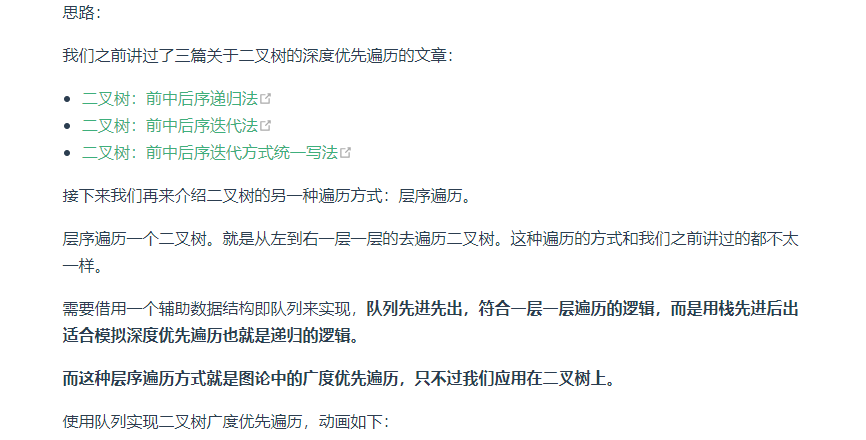 思路：
我们之前讲过了三篇关于二叉树的深度优先遍历的文章：
二叉树：前中后序递归法
二叉树：前中后序迭代法
二叉树：前中后序迭代方式统一写法
接下来我们再来介绍二叉树的另一种遍历方式：层序遍历。
层序遍历一个二叉树。就是从左到右一层一层的去遍历二叉树。这种遍历的方式和我们之前讲过的都不太
一样。
需要借用一个辅助数据结构即队列来实现，队列先进先出，符合一层一层遍历的逻辑，而是用栈先进后出
适合模拟深度优先遍历也就是递归的逻辑。
而这种层序遍历方式就是图论中的广度优先遍历，只不过我们应用在二叉树上。
使用队列实现二叉树广度优先遍历，动画如下：